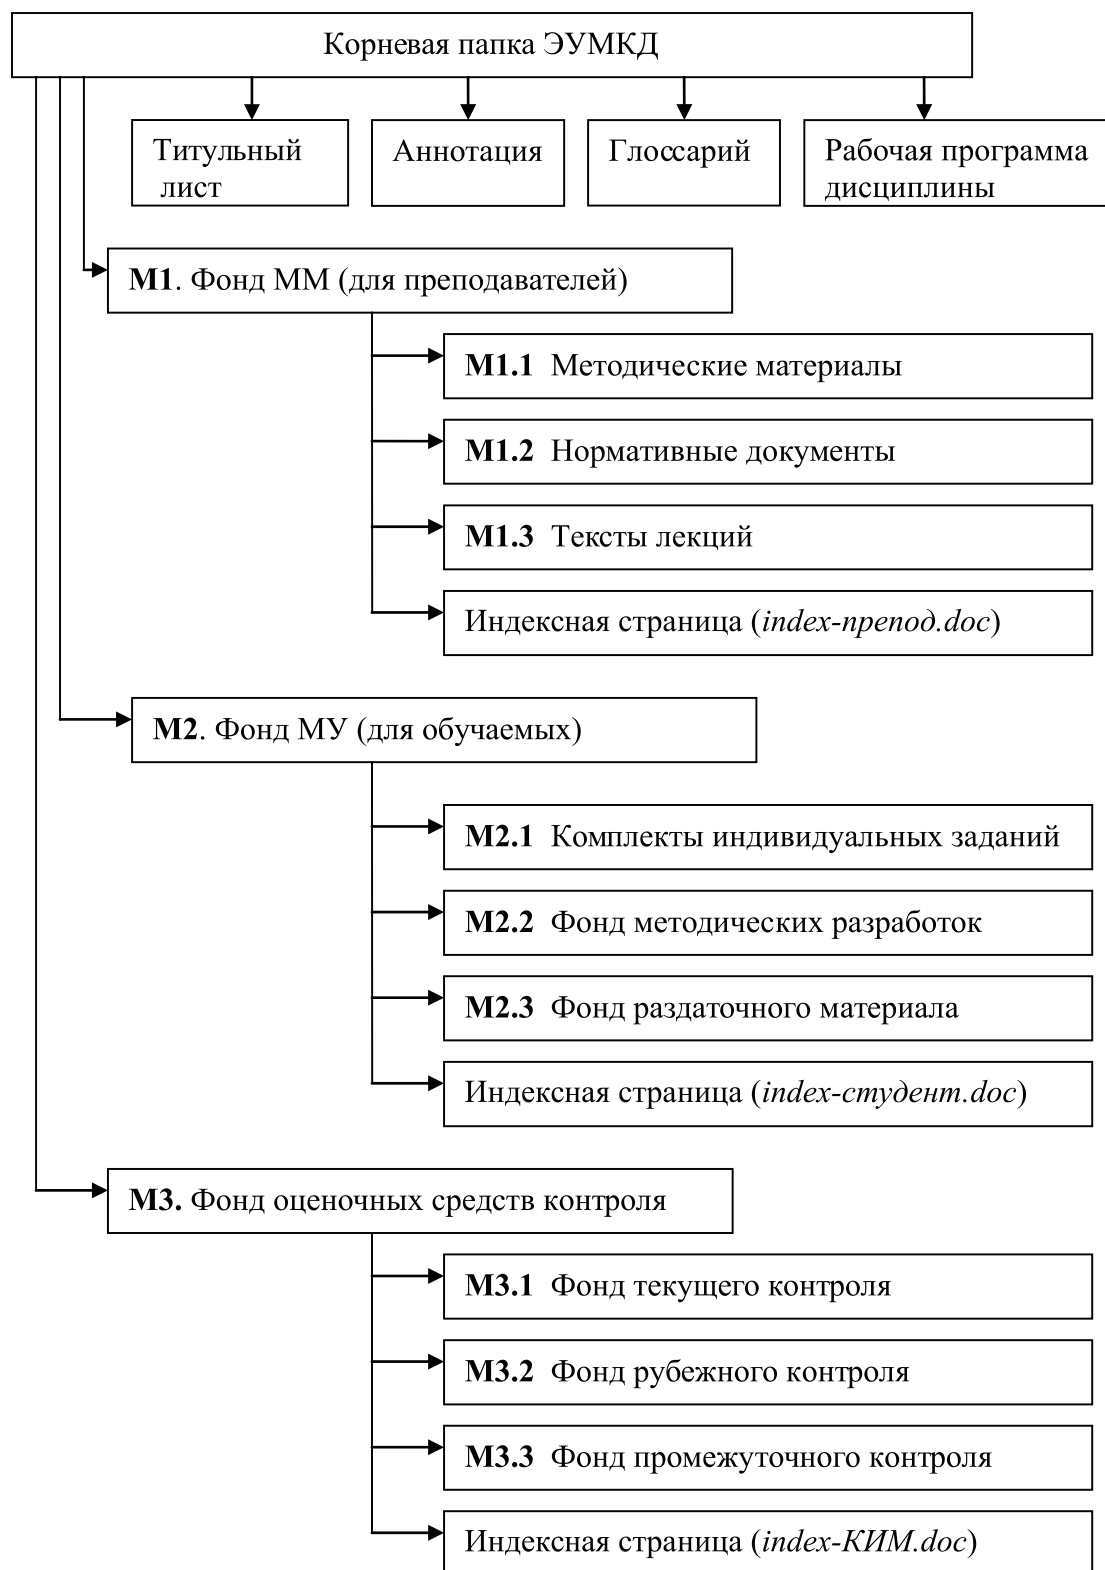 Корневая папка ЭУМКД
Титульный
лист
Аннотация
Глоссарий
Рабочая программа
дисциплины
М1. Фонд ММ (для преподавателей)
М1.1 Методические материалы
М1.2 Нормативные документы
М1.3 Тексты лекций
Индексная страница (index-препод.doc)
М2. Фонд МУ (для обучаемых)
М2.1 Комплекты индивидуальных заданий
М2.2 Фонд методических разработок
М2.3 Фонд раздаточного материала
Индексная страница (index-студент.doc)
М3. Фонд оценочных средств контроля
М3.1 Фонд текущего контроля
М3.2 Фонд рубежного контроля
М3.3 Фонд промежуточного контроля
Индексная страница (index-КИМ.doc)